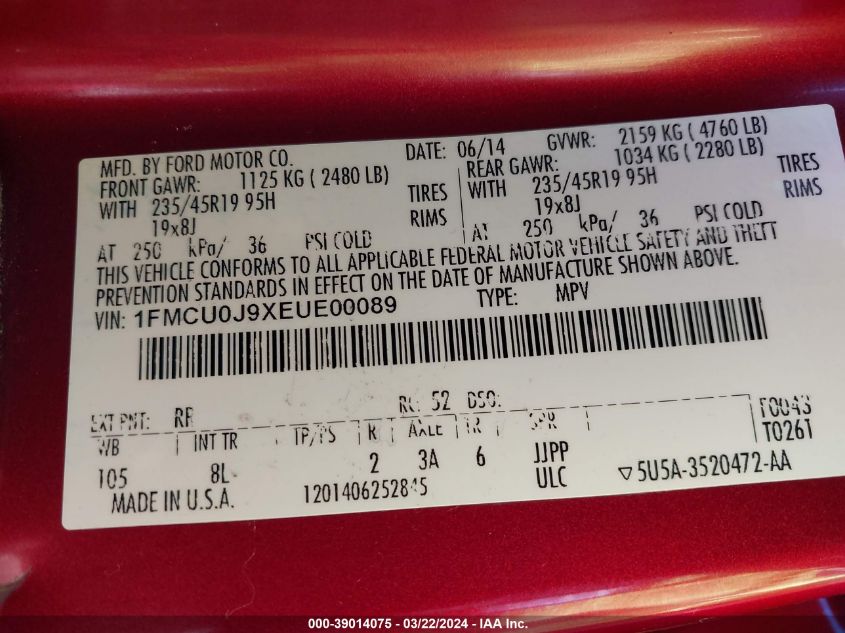 MFD. BY FORD MOTOR CO. DATE: 06/14 GVWR: 2159 KG ( 4760 LB)
FRONT GAWR: 1125 KG ( 2480 LB) REAR GAWR: 1034 KG ( 2280 LB)
WITH 235/45R19 95H TIRES WITH 235/45R19 95H TIRES
19x8J RIMS 19x8J RIMS
AT 250 kPa/ 36 PSI COLD AT 250 kPa/ 36 PSI COLD
THIS VEHICLE CONFORMS TO ALL APPLICABLE FEDERAL MOTOR VEHICLE SAFETY AND THEFT
PREVENTION STANDARDS IN EFFECT ON THE DATE OF MANUFACTURE SHOWN ABOVE.
VIN: 1FMCU0J9XEUE00089 TYPE: MPV
EXT PNT: RR RC: 52 DSO:
WB INT TR TP/PS R AXLE TR SPR T0043
105 8L 2 3A 6 JJPP T0261
MADE IN U.S.A. 1201406252845 ULC ▽5U5A-3520472-AA
000-39014075 - 03/22/2024 - IAA Inc.